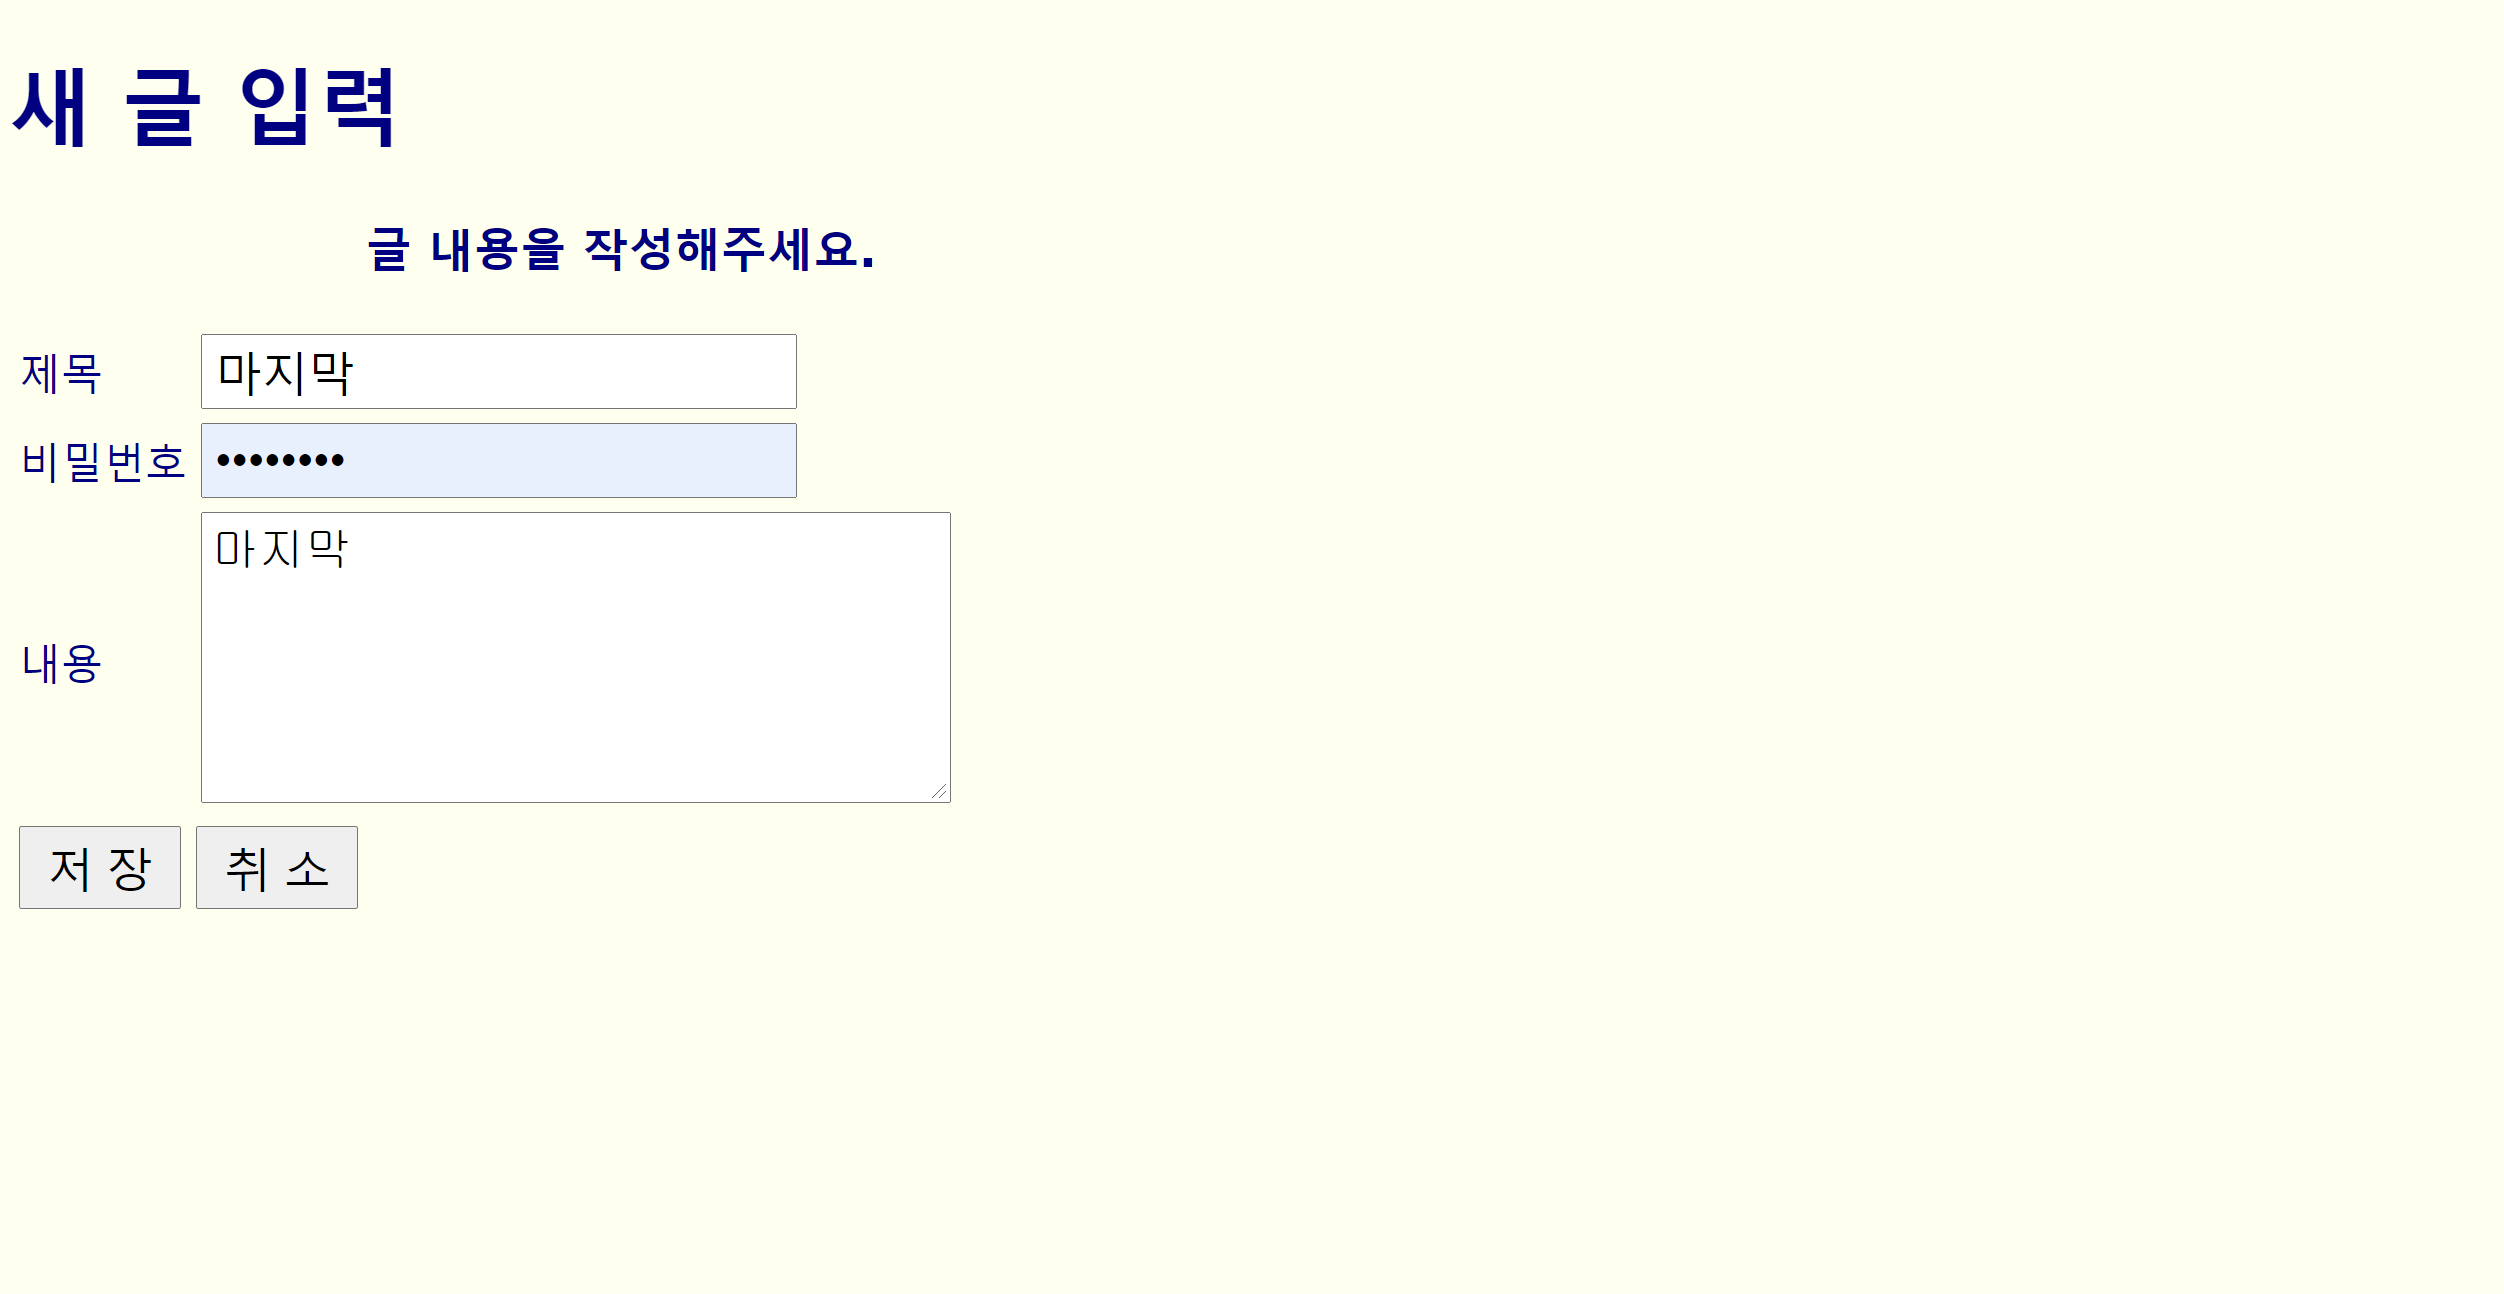 새 글 입력
글 내용을 작성해주세요.
제목 마지막
비밀번호 ••••••••
내용 마지막
저 장 취 소